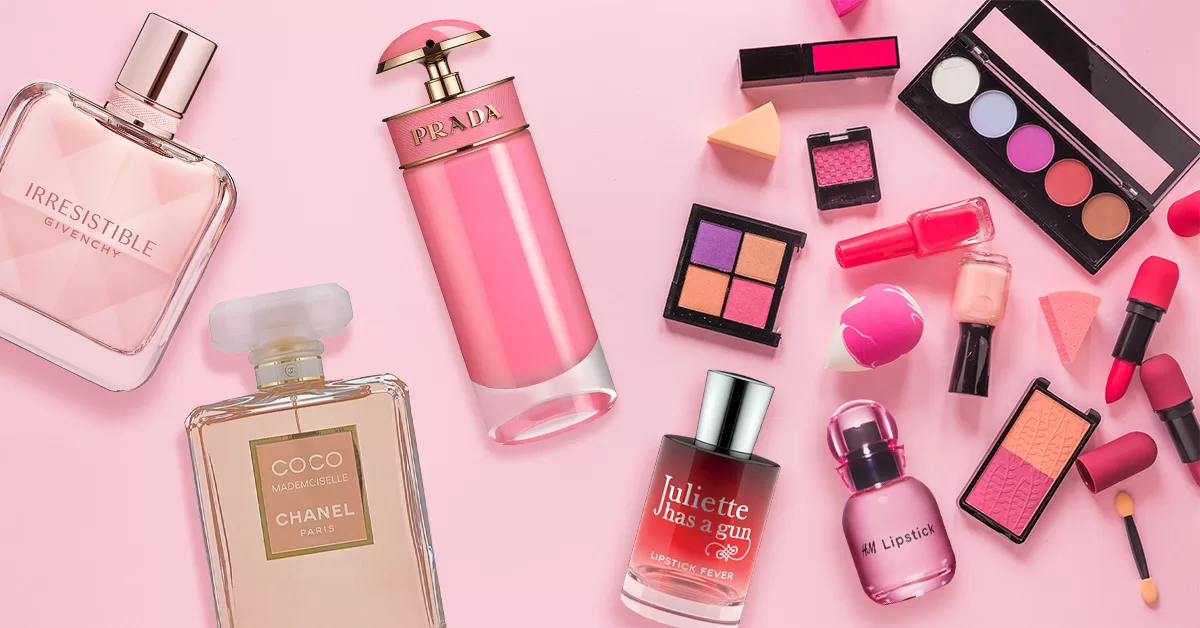 IRRESISTIBLE
GIVENCHY
PRADA
COCO
MADEMOISELLE
CHANEL
PARIS
Juliette
has a gun
LIPSTICK FEVER
H&M Lipstick